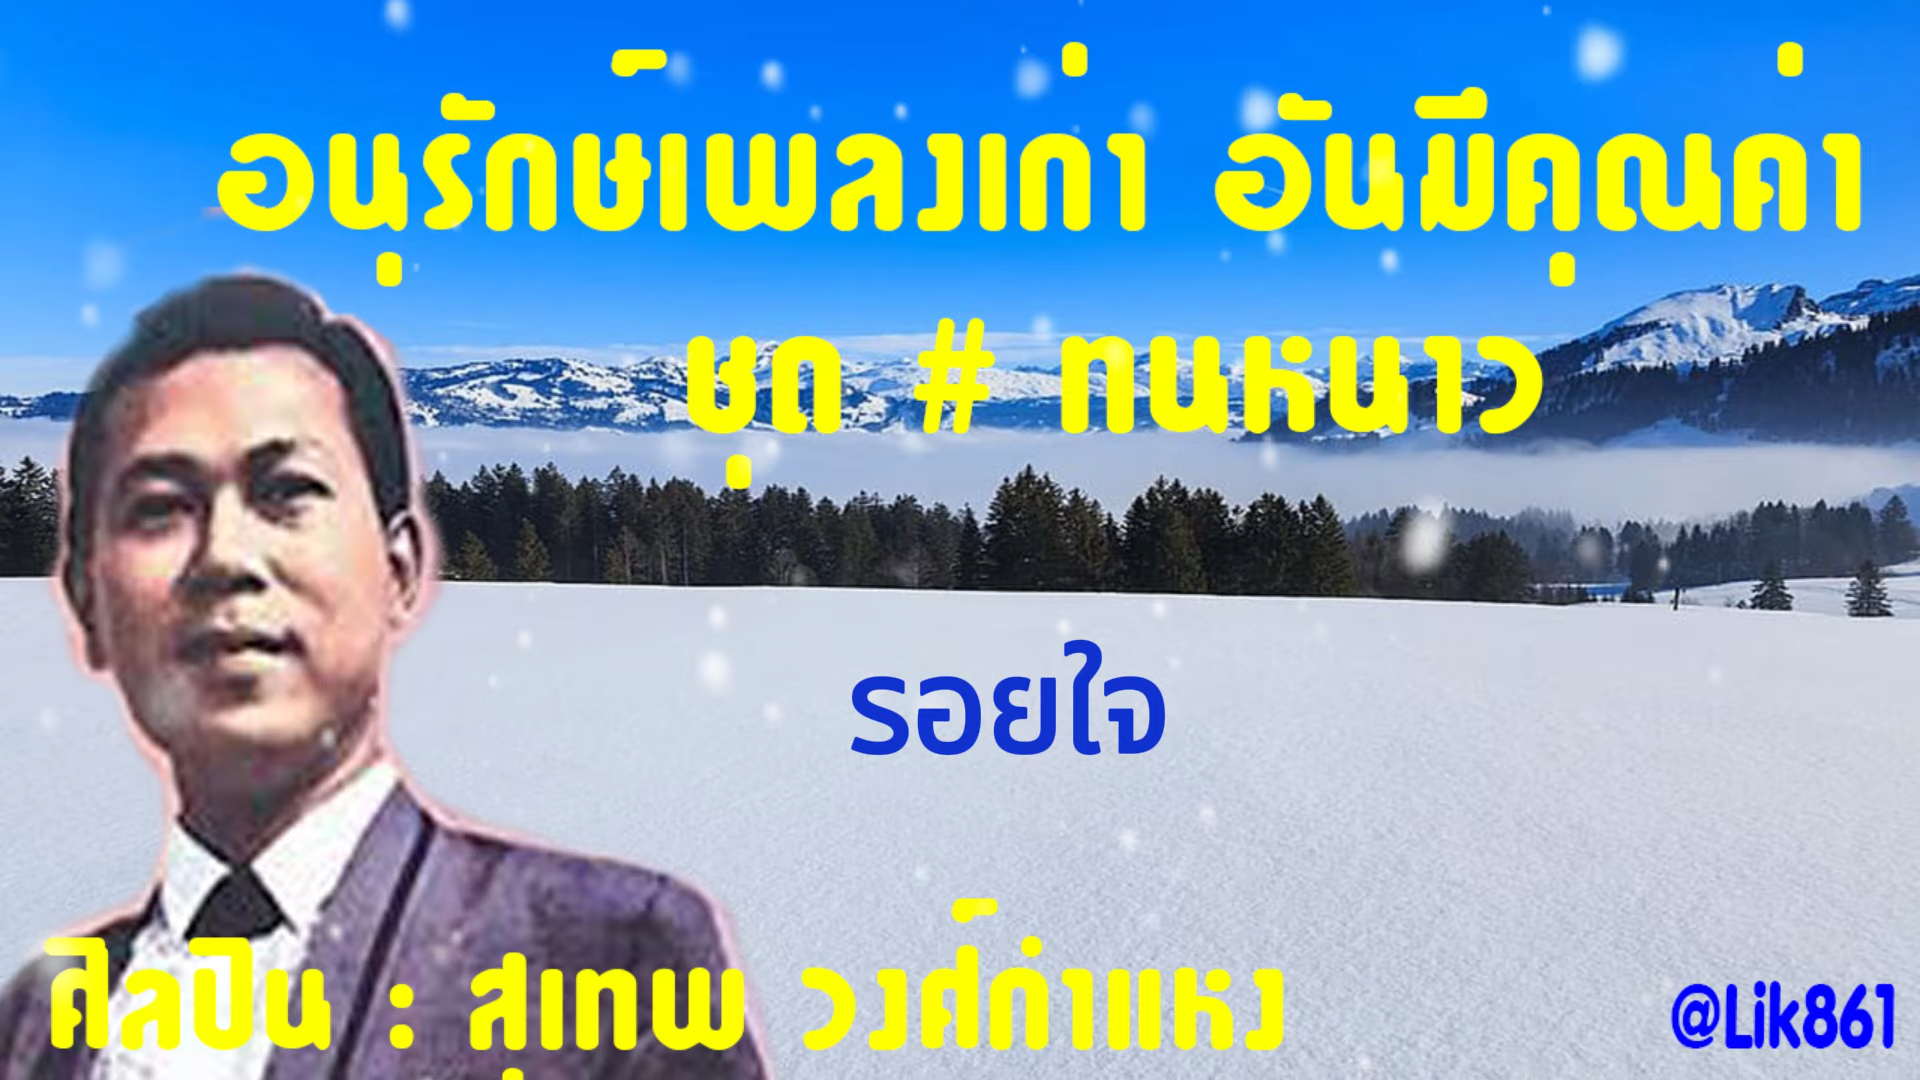 อนุรักษ์เพลงเก่า อันมีคุณค่า
ชุด # ทนหนาว
รอยใจ
ศิลปิน : สุเทพ วงศ์กำแหง
@Lik861